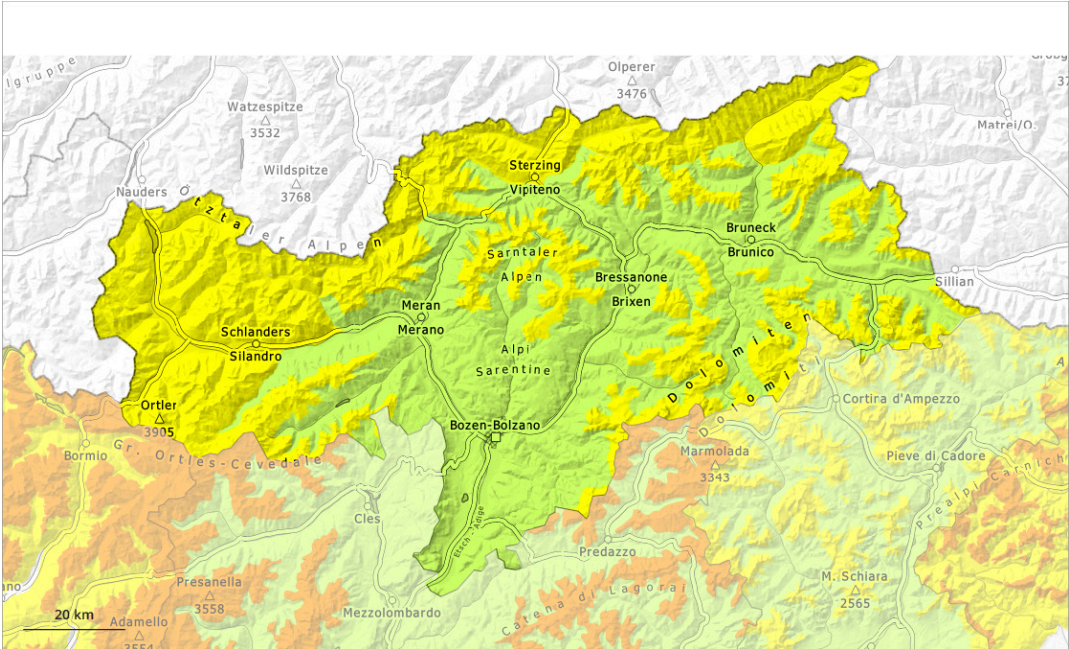 lgruppe
Olperer
3476
Watzespitze
3532
Matrei/O.
Wildspitze
3768
Nauders
Sterzing
Vipiteno
Ötztaler Alpen
Bruneck
Brunico
Sarntaler
Alpen
Bressanone
Brixen
Sillian
Meran
Merano
Schlanders
Silandro
Alpi
Sarentine
Dolomiten
Dolomiti
Ortler
3905
Cortina d'Ampezzo
Bozen-Bolzano
Bormio
Gr. Ortles-Cevedale
Marmolada
3343
Pieve di Cadore
Prealpi Carnich
Cles
Etsch - Adige
Predazzo
Presanella
3558
M. Schiara
2565
Catena di Lagorai
Mezzolombardo
20 km
Adamello
3554